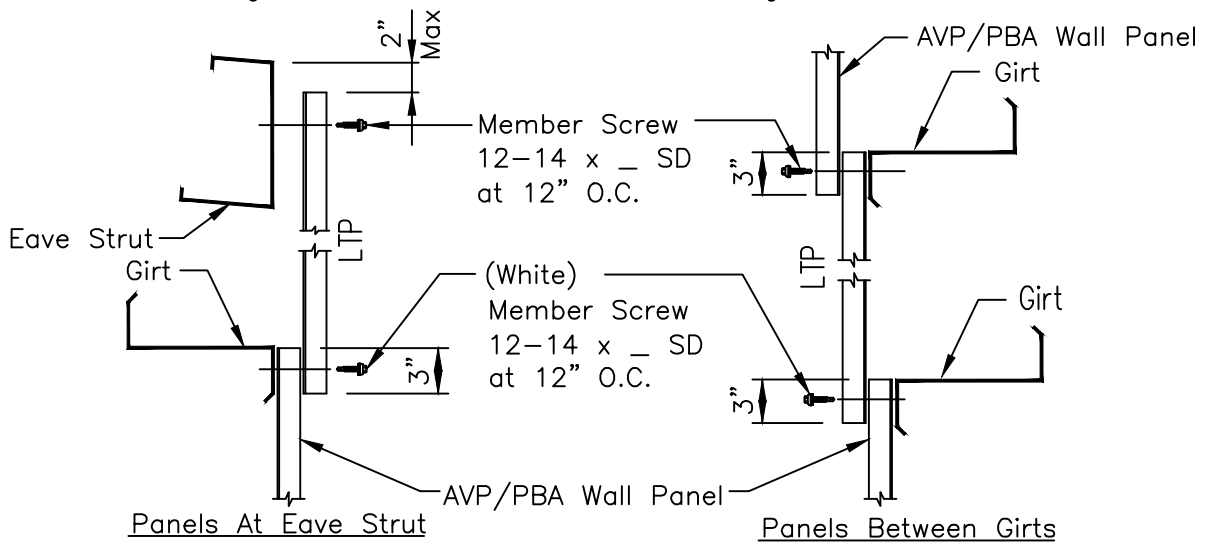 2"
Max
AVP/PBA Wall Panel
Girt
Member Screw
12-14 x _ SD
at 12" O.C.
3"
Eave Strut
LTP
Girt
(White)
Member Screw
12-14 x _ SD
at 12" O.C.
LTP
Girt
3"
3"
AVP/PBA Wall Panel
Panels At Eave Strut
Panels Between Girts